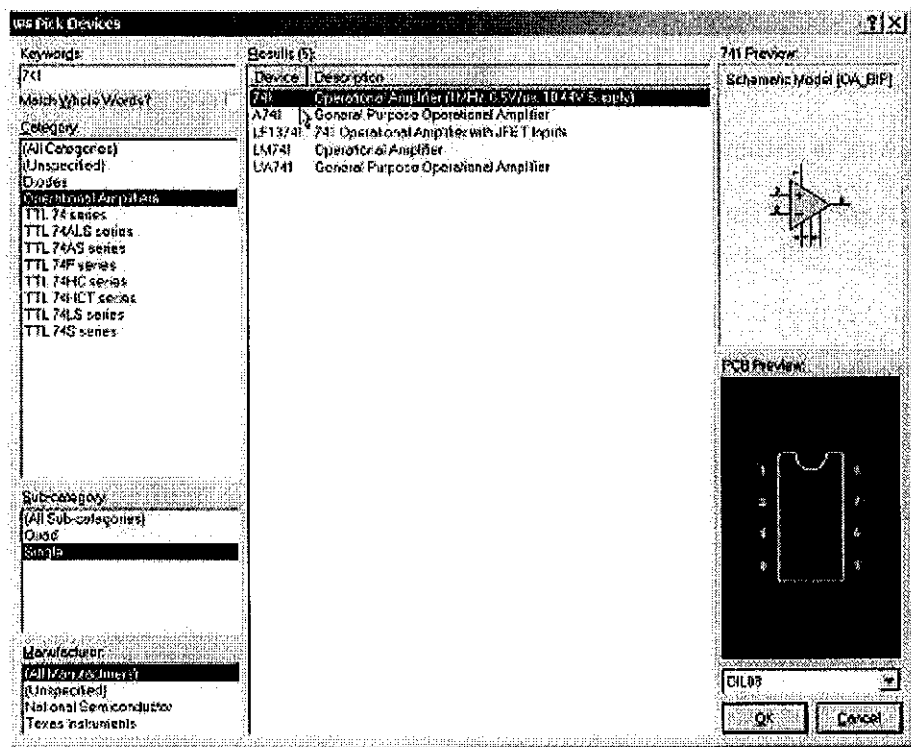 Pick Devices
Keywords:
741
Match Whole Words?
Category:
(All Categories)
(Unspecified)
Diodes
Operational Amplifiers
TTL 74 series
TTL 74ALS series
TTL 74AS series
TTL 74F series
TTL 74HC series
TTL 74HCT series
TTL 74LS series
TTL 74S series
Sub-category:
(All Sub-categories)
Quad
Single
Manufacturer:
(All Manufacturers)
(Unspecified)
National Semiconductor
Texas Instruments
Results (5):
Device Description
741 Operational Amplifier
A741 General Purpose Operational Amplifier
LF13741 741 Operational Amplifier with JFET Inputs
LM741 Operational Amplifier
UA741 General Purpose Operational Amplifier
741 Preview:
Schematic Model [OA_BIP]
PCB Preview:
DIL08
OK Cancel